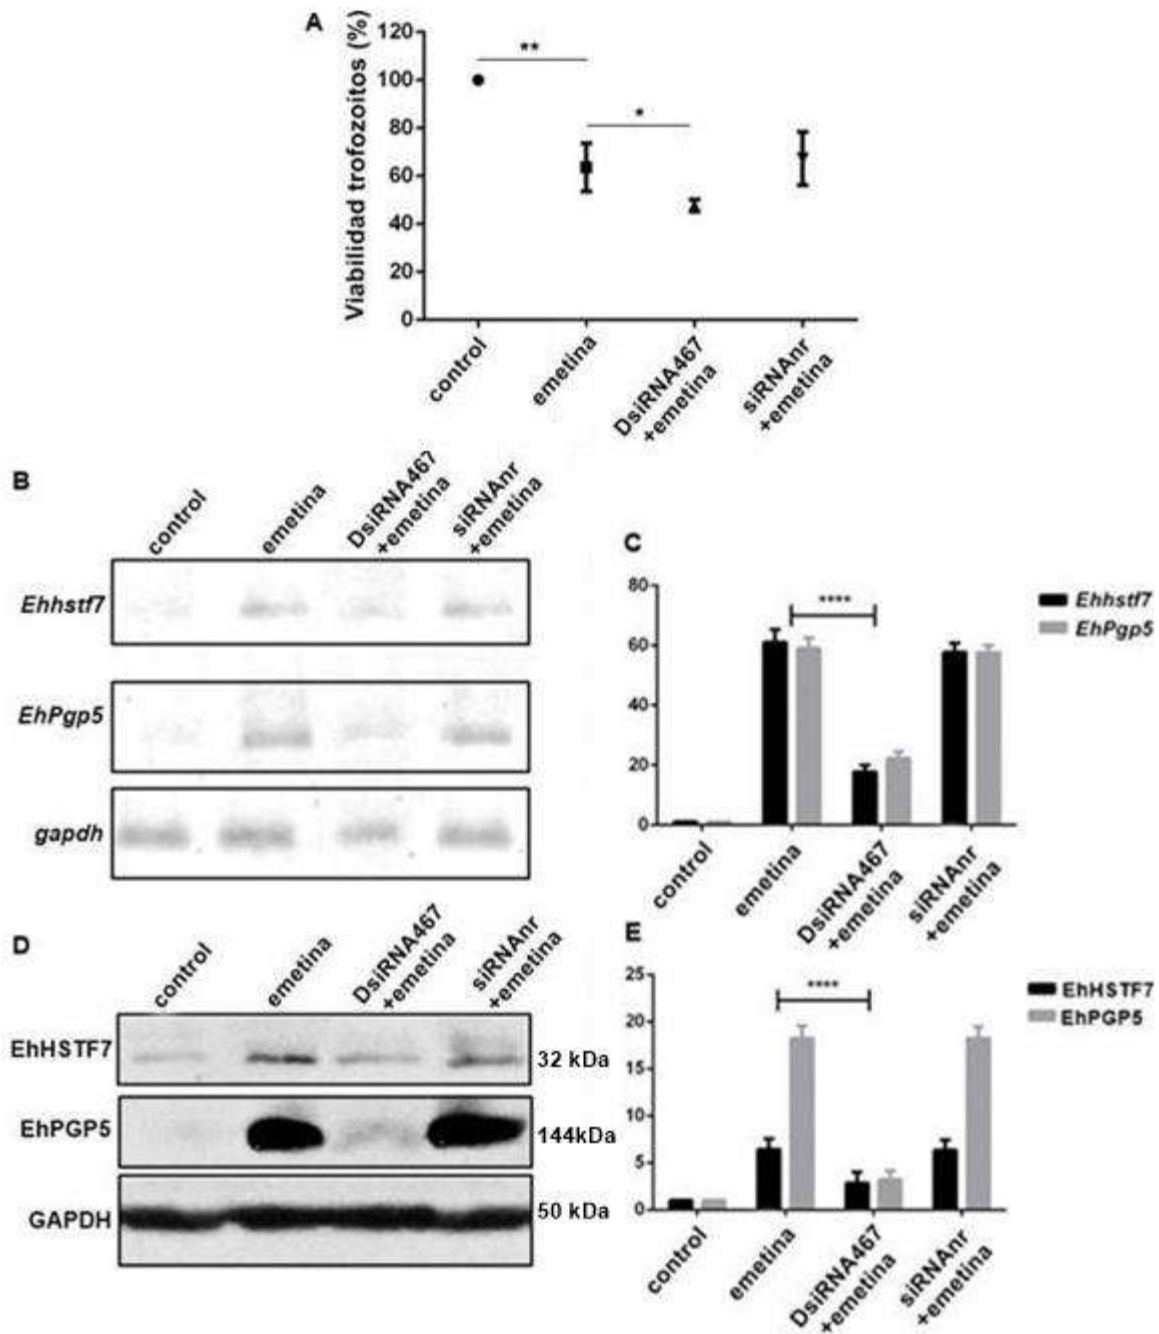 A
Viabilidad trofozoitos (%)
120
100
80
60
40
20
0
**
*
control
emetina
DsiRNA467
+emetina
siRNAnr
+emetina
B
control
emetina
DsiRNA467
+emetina
siRNAnr
+emetina
Ehhstf7
EhPgp5
gapdh
C
80
60
40
20
0
****
Ehhstf7
EhPgp5
control
emetina
DsiRNA467
+emetina
siRNAnr
+emetina
D
control
emetina
DsiRNA467
+emetina
siRNAnr
+emetina
EhHSTF7
32 kDa
EhPGP5
144kDa
GAPDH
50 kDa
E
25
20
15
10
5
0
****
EhHSTF7
EhPGP5
control
emetina
DsiRNA467
+emetina
siRNAnr
+emetina